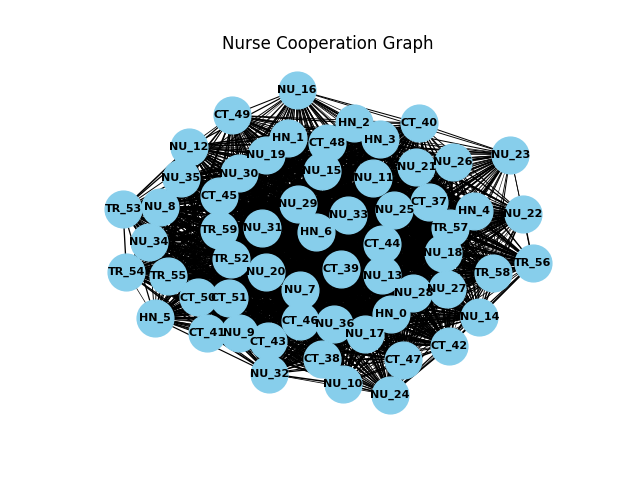 Nurse Cooperation Graph
NU_16
CT_49
HN_2
CT_40
HN_1
HN_3
CT_48
NU_12
NU_19
NU_23
NU_26
NU_21
NU_15
NU_30
NU_35
NU_11
CT_45
CT_37
NU_29
NU_8
TR_53
NU_25
HN_4
NU_33
NU_22
NU_31
TR_57
TR_59
HN_6
NU_34
CT_44
NU_18
TR_52
TR_56
CT_39
NU_20
TR_54
TR_58
TR_55
NU_13
NU_27
NU_7
NU_28
CT_50
CT_51
HN_0
NU_14
HN_5
CT_46
NU_36
CT_41
NU_9
NU_17
CT_43
CT_42
CT_38
CT_47
NU_32
NU_10
NU_24